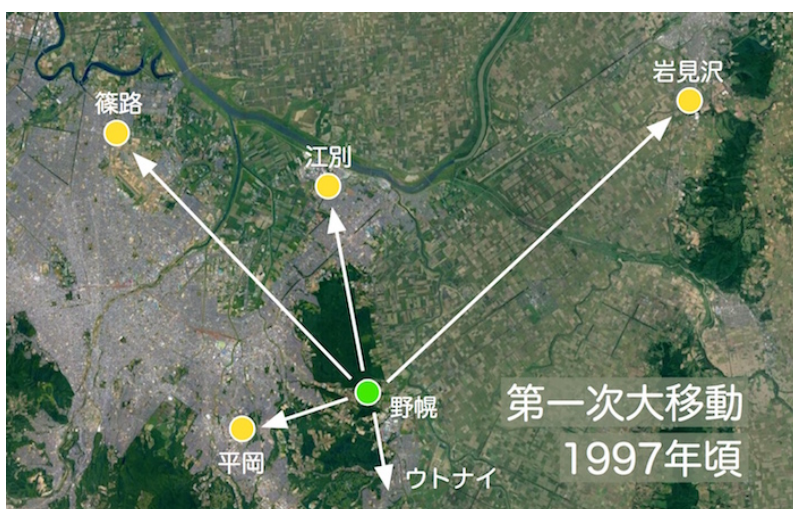 岩見沢
篠路
江別
野幌
平岡
ウトナイ
第一次大移動
1997年頃